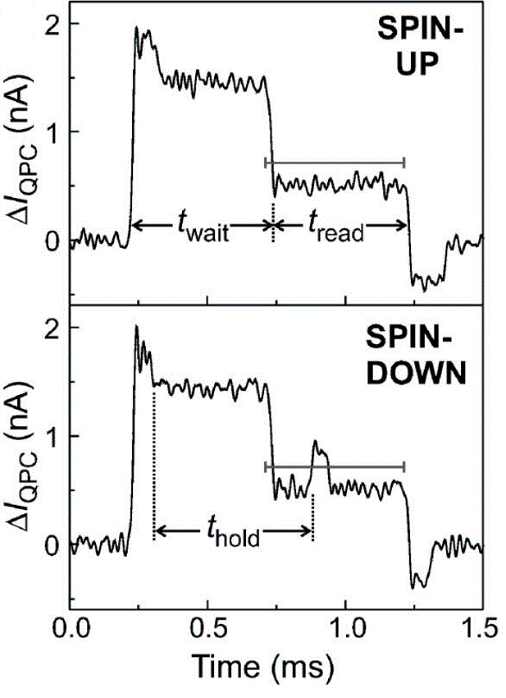 SPIN-
UP
ΔI_QPC (nA)
2
1
0
t_wait
t_read
SPIN-
DOWN
ΔI_QPC (nA)
2
1
0
t_hold
0.0 0.5 1.0 1.5
Time (ms)